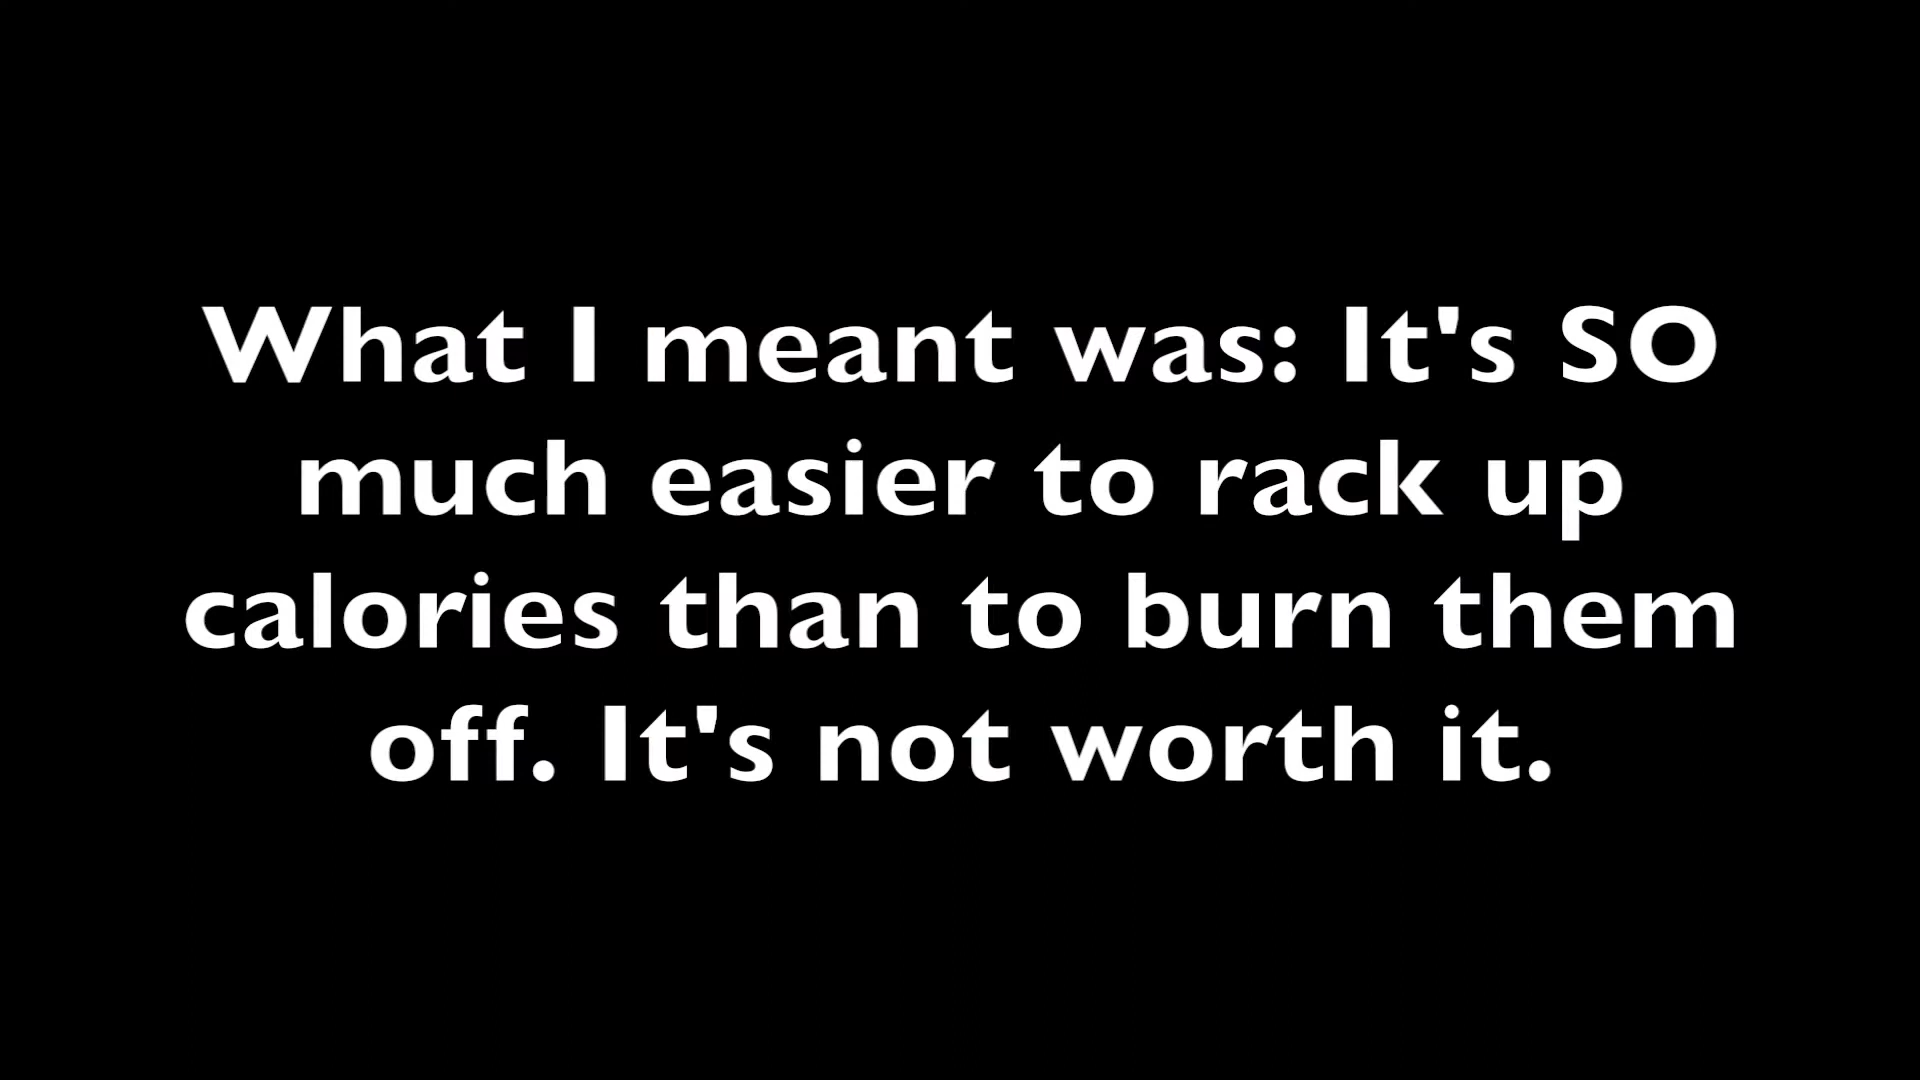 What I meant was: It's SO
much easier to rack up
calories than to burn them
off. It's not worth it.